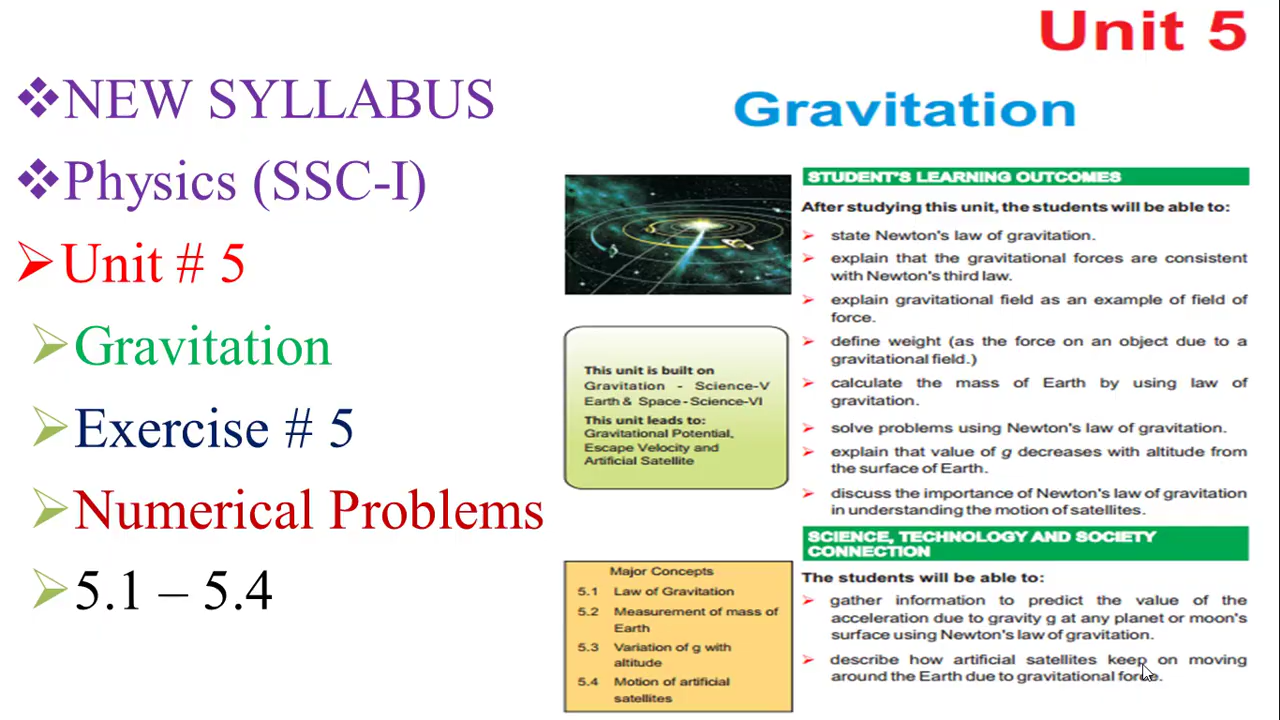 NEW SYLLABUS
Physics (SSC-I)
Unit # 5
Gravitation
Exercise # 5
Numerical Problems
5.1 – 5.4
Unit 5
Gravitation
This unit is built on
Gravitation - Science-V
Earth & Space - Science-VI
This unit leads to:
Gravitational Potential,
Escape Velocity and
Artificial Satellite
Major Concepts
5.1 Law of Gravitation
5.2 Measurement of mass of
Earth
5.3 Variation of g with
altitude
5.4 Motion of artificial
satellites
STUDENT'S LEARNING OUTCOMES
After studying this unit, the students will be able to:
state Newton's law of gravitation.
explain that the gravitational forces are consistent
with Newton's third law.
explain gravitational field as an example of field of
force.
define weight (as the force on an object due to a
gravitational field.)
calculate the mass of Earth by using law of
gravitation.
solve problems using Newton's law of gravitation.
explain that value of g decreases with altitude from
the surface of Earth.
discuss the importance of Newton's law of gravitation
in understanding the motion of satellites.
SCIENCE, TECHNOLOGY AND SOCIETY
CONNECTION
The students will be able to:
gather information to predict the value of the
acceleration due to gravity g at any planet or moon's
surface using Newton's law of gravitation.
describe how artificial satellites keep on moving
around the Earth due to gravitational force.